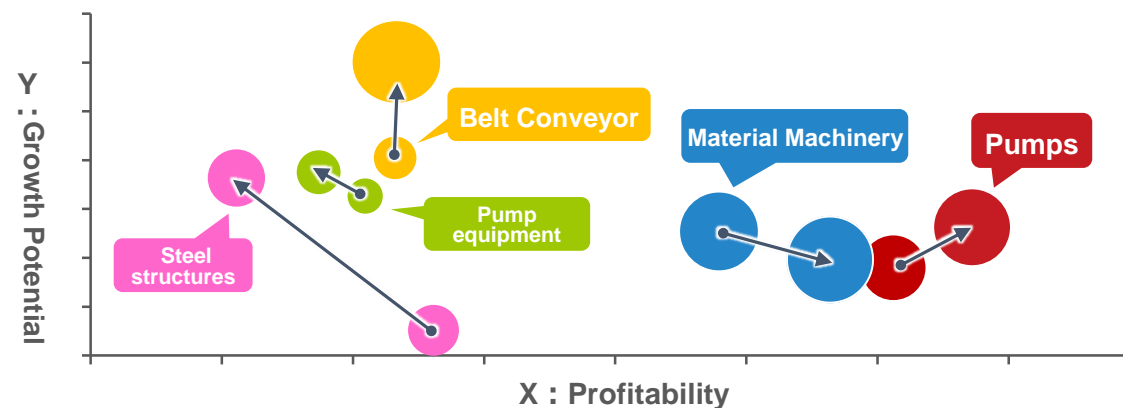 Y：Growth Potential
Belt Conveyor
Material Machinery
Pumps
Pump
equipment
Steel
structures
X：Profitability